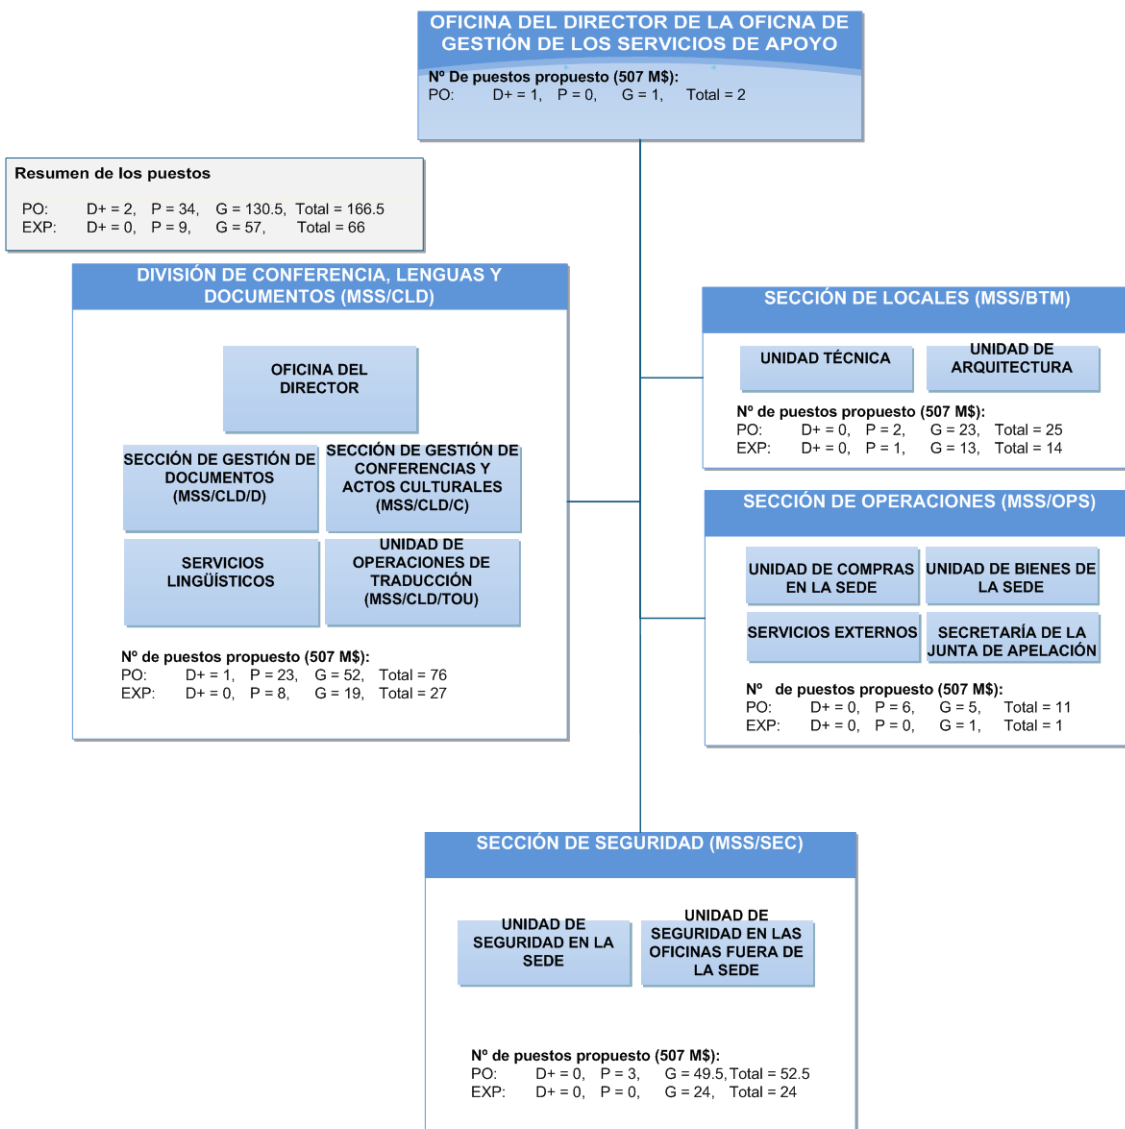 OFICINA DEL DIRECTOR DE LA OFICNA DE
GESTIÓN DE LOS SERVICIOS DE APOYO
Nº De puestos propuesto (507 M$):
PO: D+ = 1, P = 0, G = 1, Total = 2
Resumen de los puestos
PO: D+ = 2, P = 34, G = 130.5, Total = 166.5
EXP: D+ = 0, P = 9, G = 57, Total = 66
DIVISIÓN DE CONFERENCIA, LENGUAS Y
DOCUMENTOS (MSS/CLD)
OFICINA DEL
DIRECTOR
SECCIÓN DE GESTIÓN DE
DOCUMENTOS
(MSS/CLD/D)
SECCIÓN DE GESTIÓN DE
CONFERENCIAS Y
ACTOS CULTURALES
(MSS/CLD/C)
SERVICIOS
LINGÜÍSTICOS
UNIDAD DE
OPERACIONES DE
TRADUCCIÓN
(MSS/CLD/TOU)
Nº de puestos propuesto (507 M$):
PO: D+ = 1, P = 23, G = 52, Total = 76
EXP: D+ = 0, P = 8, G = 19, Total = 27
SECCIÓN DE LOCALES (MSS/BTM)
UNIDAD TÉCNICA
UNIDAD DE
ARQUITECTURA
Nº de puestos propuesto (507 M$):
PO: D+ = 0, P = 2, G = 23, Total = 25
EXP: D+ = 0, P = 1, G = 13, Total = 14
SECCIÓN DE OPERACIONES (MSS/OPS)
UNIDAD DE COMPRAS
EN LA SEDE
UNIDAD DE BIENES DE
LA SEDE
SERVICIOS EXTERNOS
SECRETARÍA DE LA
JUNTA DE APELACIÓN
Nº de puestos propuesto (507 M$):
PO: D+ = 0, P = 6, G = 5, Total = 11
EXP: D+ = 0, P = 0, G = 1, Total = 1
SECCIÓN DE SEGURIDAD (MSS/SEC)
UNIDAD DE
SEGURIDAD EN LA
SEDE
UNIDAD DE
SEGURIDAD EN LAS
OFICINAS FUERA DE
LA SEDE
Nº de puestos propuesto (507 M$):
PO: D+ = 0, P = 3, G = 49.5, Total = 52.5
EXP: D+ = 0, P = 0, G = 24, Total = 24